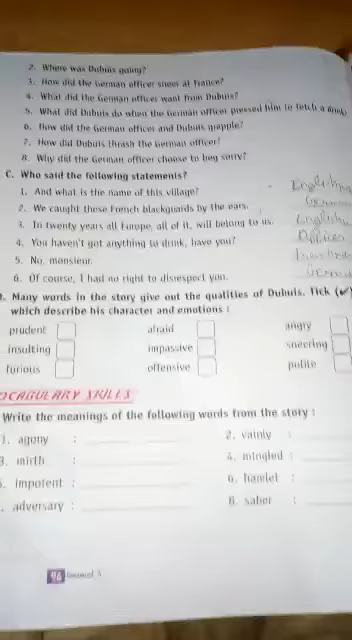 2. Where was Dubuis going?
3. How did the German officer sneer at France?
4. What did the German officer want from Dubuis?
5. What did Dubuis do when the German officer pressed him to fetch a drink
6. How did the German officer and Dubuis grapple?
7. How did Dubuis thrash the German officer?
8. Why did the German officer choose to beg sorry?
C. Who said the following statements?
1. And what is the name of this village? Englishm
2. We caught these French blackguards by the ears. German
3. In twenty years all Europe, all of it, will belong to us. English
4. You haven't got anything to drink, have you? Officer
5. No, monsieur.
6. Of course, I had no right to disrespect you. German
Many words in the story give out the qualities of Dubuis. Tick (✔)
which describe his character and emotions :
prudent afraid angry
insulting impassive sneering
furious offensive polite
OCABULARY SKILLS
Write the meanings of the following words from the story :
1. agony : 2. vainly :
3. mirth : 4. mingled :
5. impotent : 6. hamlet :
. adversary : 8. saber :
96